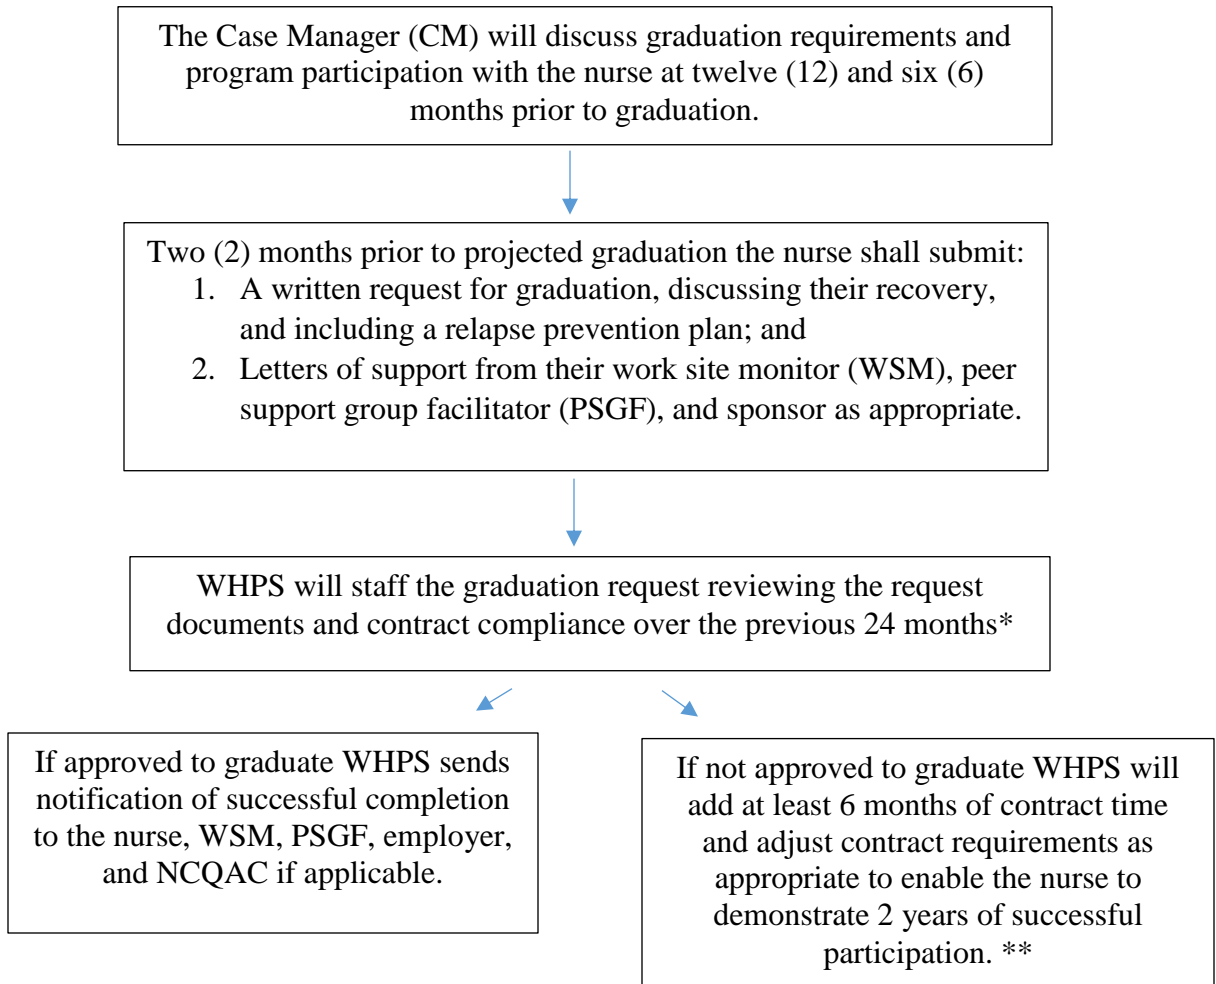 The Case Manager (CM) will discuss graduation requirements and
program participation with the nurse at twelve (12) and six (6)
months prior to graduation.
Two (2) months prior to projected graduation the nurse shall submit:
1. A written request for graduation, discussing their recovery,
and including a relapse prevention plan; and
2. Letters of support from their work site monitor (WSM), peer
support group facilitator (PSGF), and sponsor as appropriate.
WHPS will staff the graduation request reviewing the request
documents and contract compliance over the previous 24 months*
If approved to graduate WHPS sends
notification of successful completion
to the nurse, WSM, PSGF, employer,
and NCQAC if applicable.
If not approved to graduate WHPS will
add at least 6 months of contract time
and adjust contract requirements as
appropriate to enable the nurse to
demonstrate 2 years of successful
participation. **